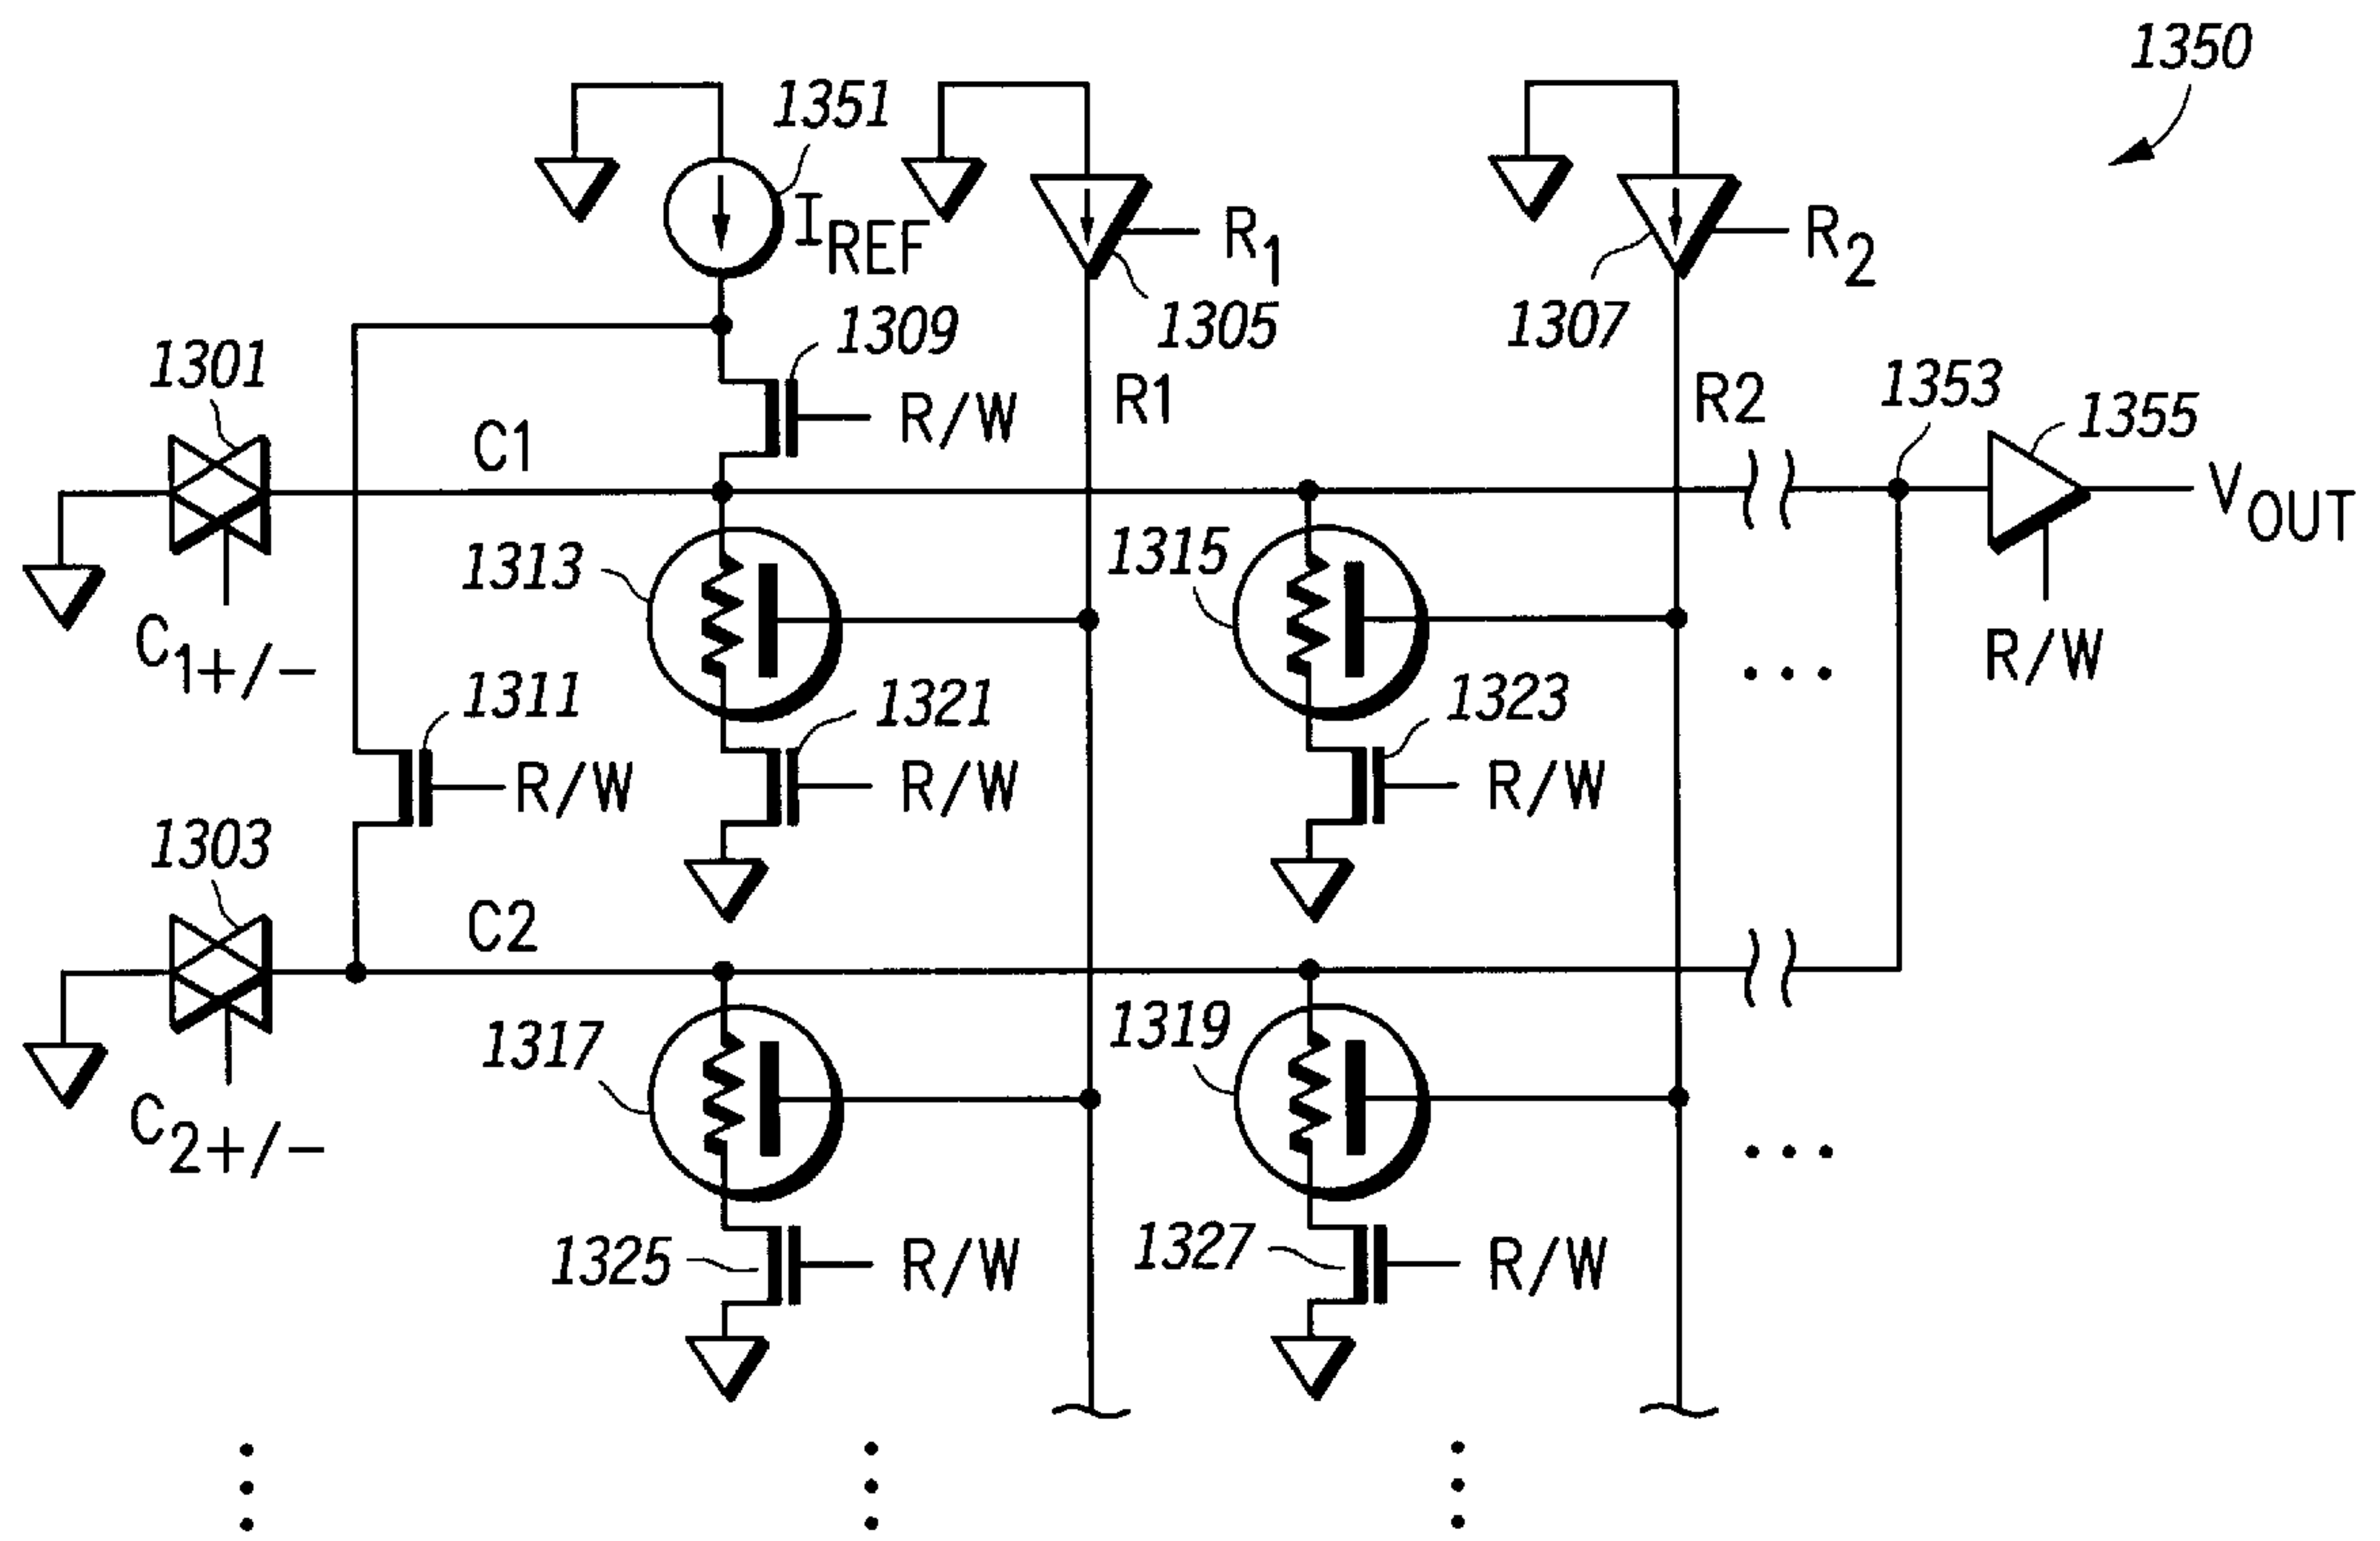 1350
1351
I_REF
R_1
R_2
1309
1305
1307
1301
C1
R/W
R1
R2
1353
1355
V_OUT
1313
1315
C_1+/-
R/W
1311
1321
1323
R/W
R/W
R/W
1303
C2
1317
1319
C_2+/-
1325
R/W
1327
R/W